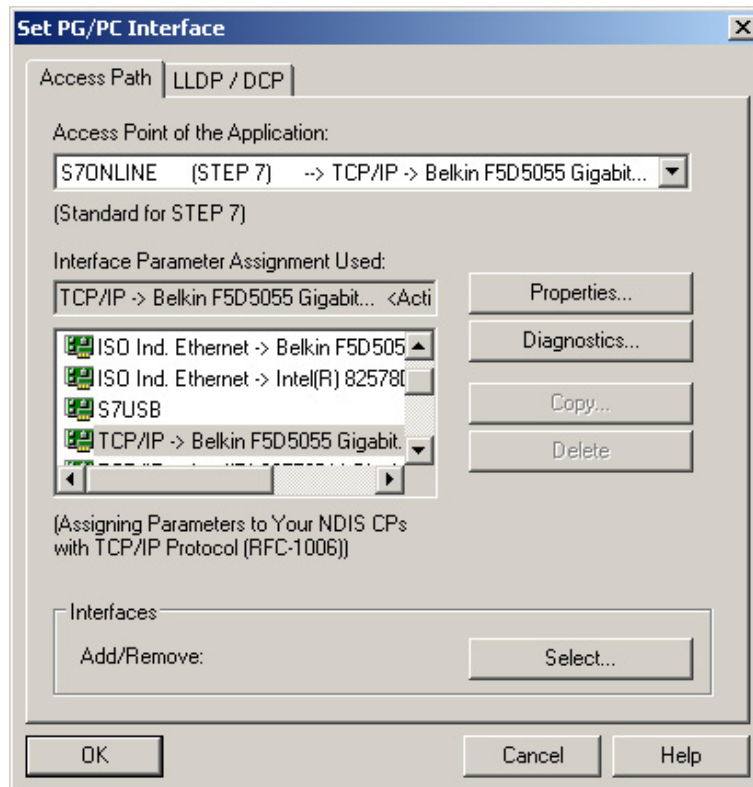 Set PG/PC Interface
Access Path
LLDP / DCP
Access Point of the Application:
S7ONLINE (STEP 7) --> TCP/IP -> Belkin F5D5055 Gigabit...
(Standard for STEP 7)
Interface Parameter Assignment Used:
TCP/IP -> Belkin F5D5055 Gigabit... <Acti
Properties...
Diagnostics...
ISO Ind. Ethernet -> Belkin F5D505
ISO Ind. Ethernet -> Intel(R) 82578D
S7USB
Copy...
TCP/IP -> Belkin F5D5055 Gigabit.
Delete
(Assigning Parameters to Your NDIS CPs
with TCP/IP Protocol (RFC-1006))
Interfaces
Add/Remove:
Select...
OK
Cancel
Help